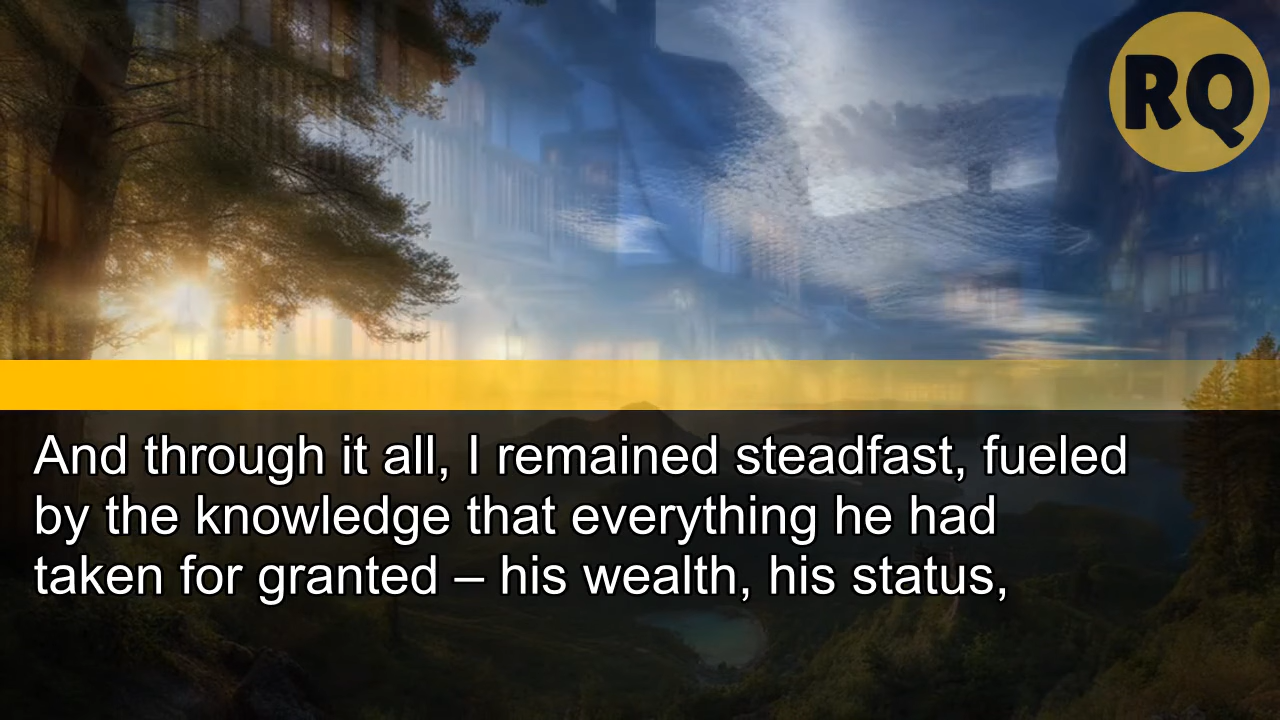 RQ
And through it all, I remained steadfast, fueled
by the knowledge that everything he had
taken for granted – his wealth, his status,